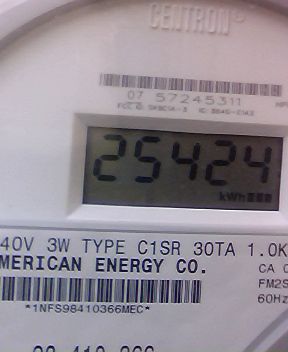 CENTRON
07 57245311
25424
kWh
40V 3W TYPE C1SR 30TA 1.0K
MERICAN ENERGY CO.
CA 0
FM2S
60Hz
*1NFS98410366MEC*